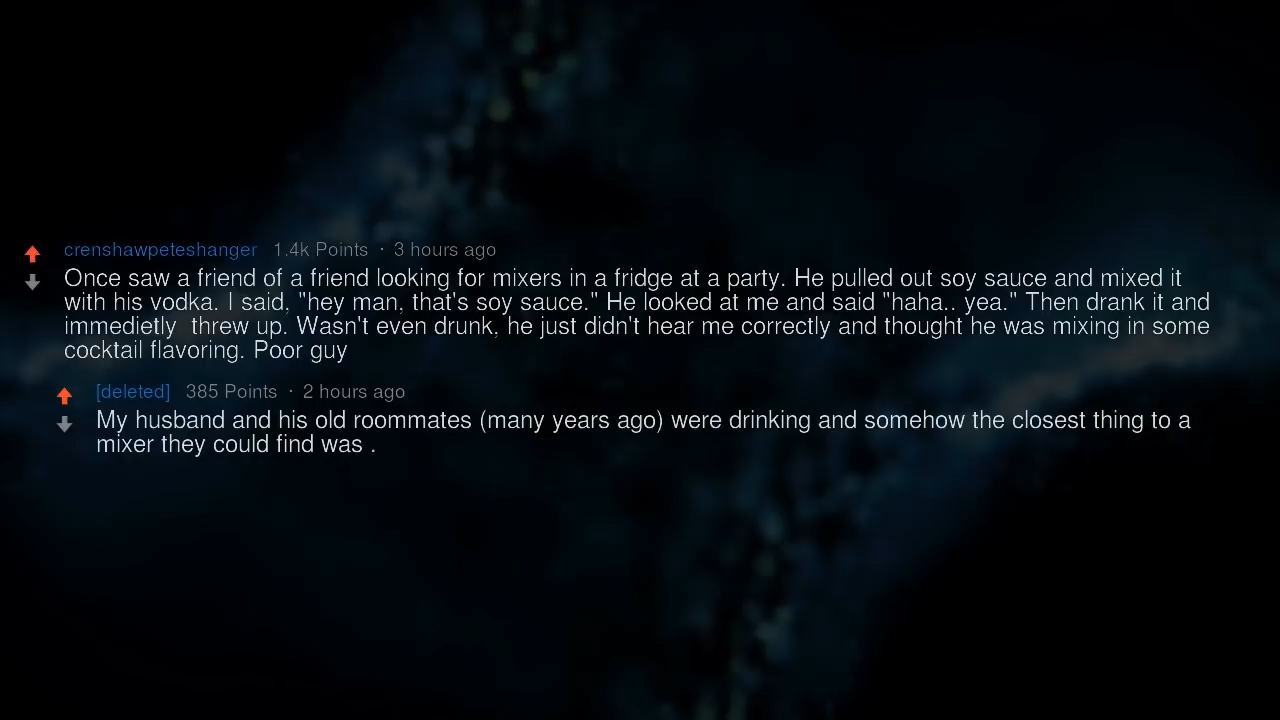 crenshawpeteshanger 1.4k Points · 3 hours ago
Once saw a friend of a friend looking for mixers in a fridge at a party. He pulled out soy sauce and mixed it
with his vodka. I said, "hey man, that's soy sauce." He looked at me and said "haha.. yea." Then drank it and
immedietly  threw up. Wasn't even drunk, he just didn't hear me correctly and thought he was mixing in some
cocktail flavoring. Poor guy
[deleted] 385 Points · 2 hours ago
My husband and his old roommates (many years ago) were drinking and somehow the closest thing to a
mixer they could find was .